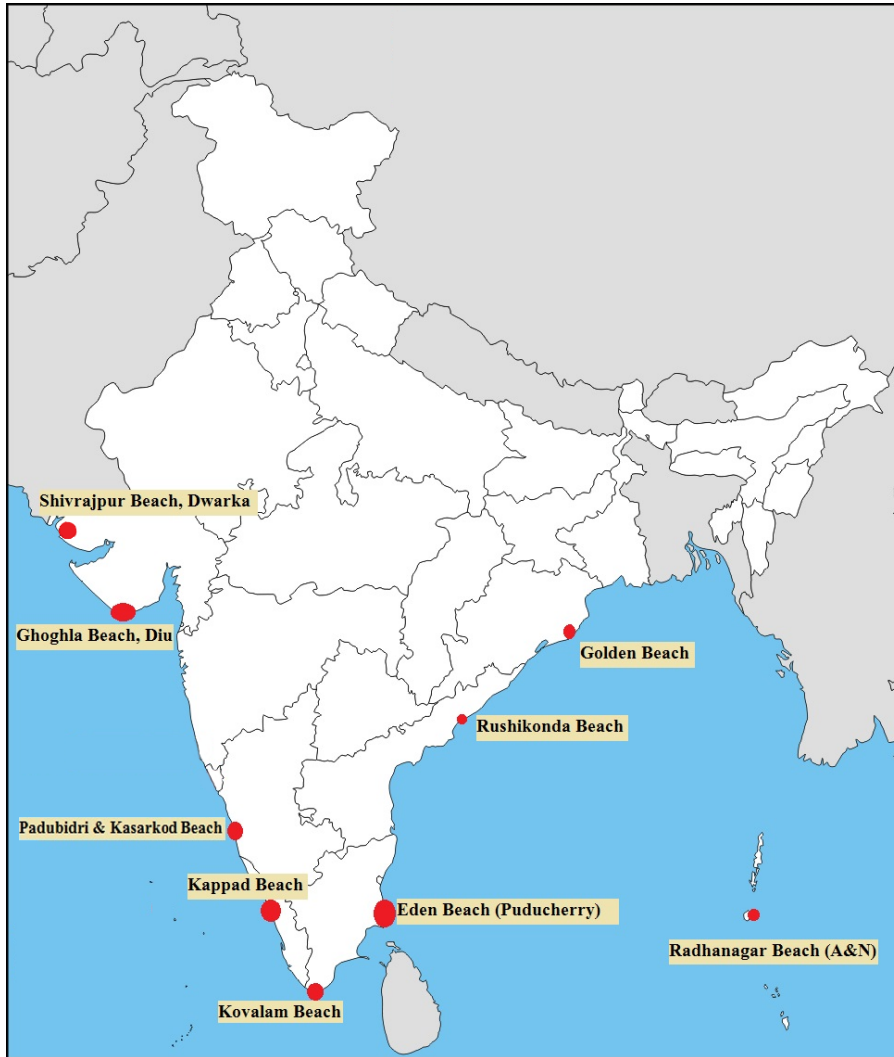 Shivrajpur Beach, Dwarka
Ghoghla Beach, Diu
Golden Beach
Rushikonda Beach
Padubidri & Kasarkod Beach
Kappad Beach
Eden Beach (Puducherry)
Radhanagar Beach (A&N)
Kovalam Beach